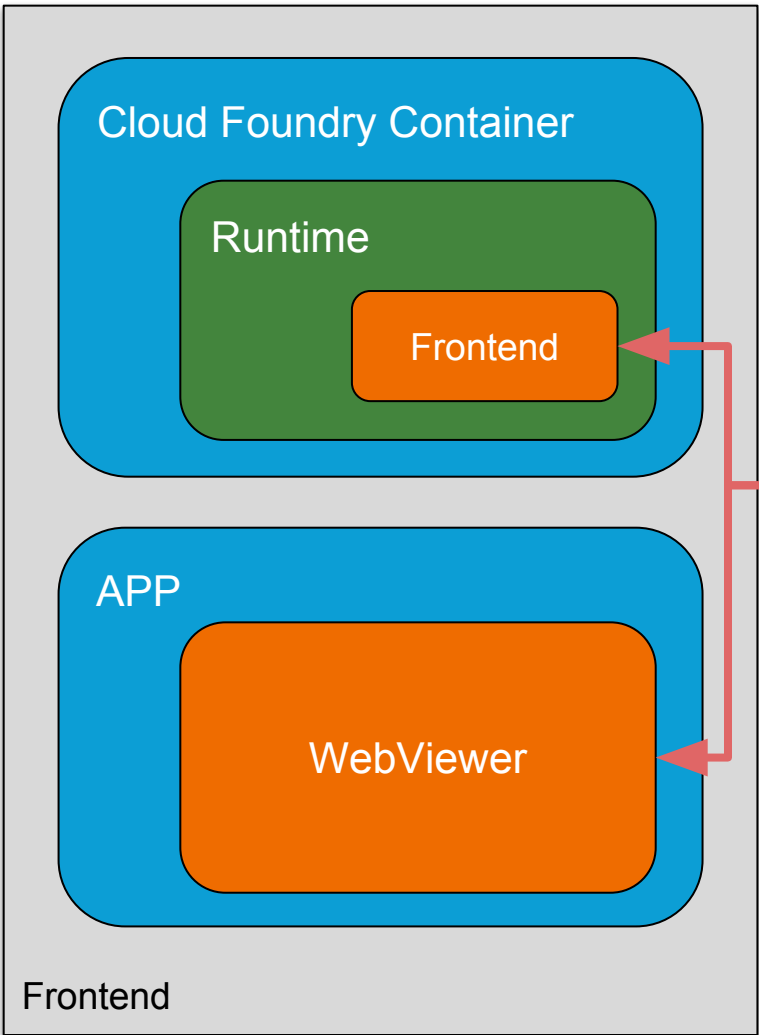 Cloud Foundry Container
Runtime
Frontend
APP
WebViewer
Frontend